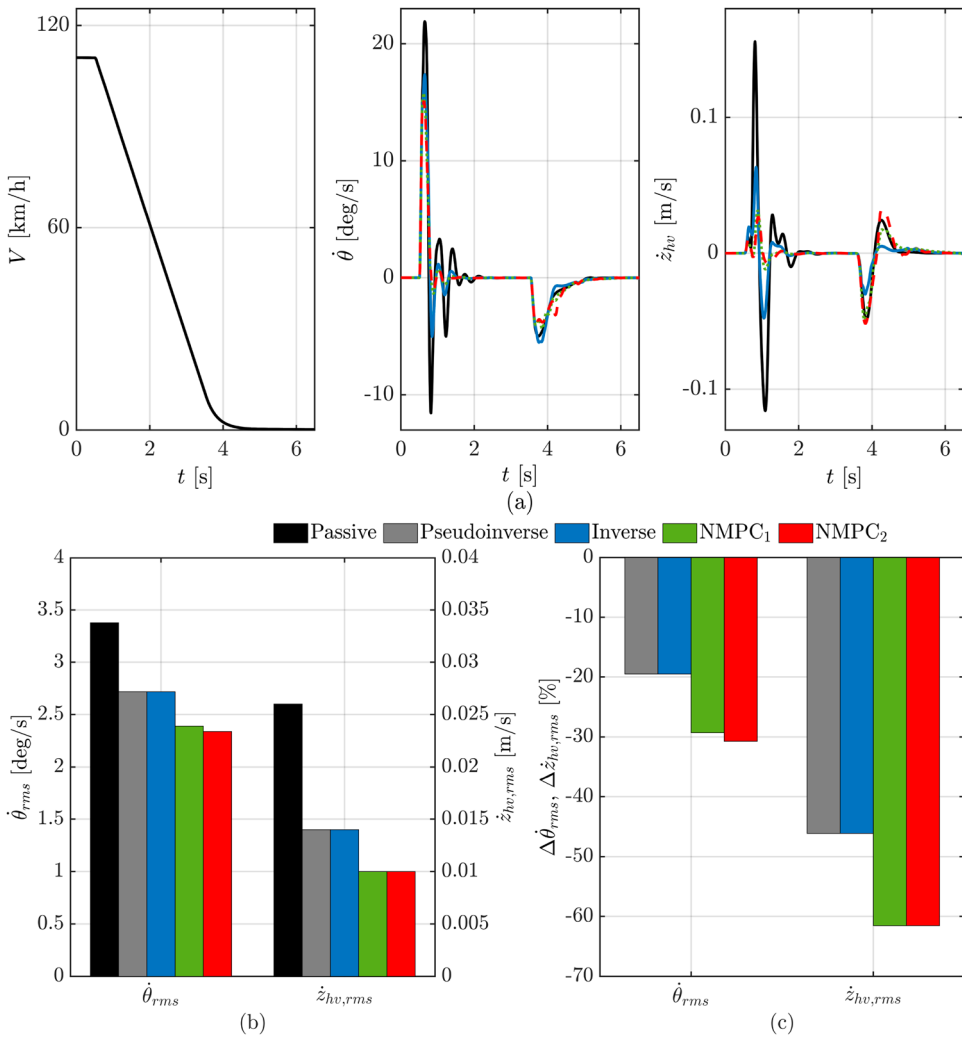 120
60
0
V [km/h]
0 2 4 6
t [s]
20
10
0
-10
θ̇ [deg/s]
0 2 4 6
t [s]
0.1
0
-0.1
ż_hv [m/s]
0 2 4 6
t [s]
(a)
Passive Pseudoinverse Inverse NMPC₁ NMPC₂
4
3.5
3
2.5
2
1.5
1
0.5
0
θ̇_rms [deg/s]
0.04
0.035
0.03
0.025
0.02
0.015
0.01
0.005
0
ż_hv,rms [m/s]
θ̇_rms ż_hv,rms
(b)
0
-10
-20
-30
-40
-50
-60
-70
Δθ̇_rms, Δż_hv,rms [%]
θ̇_rms ż_hv,rms
(c)